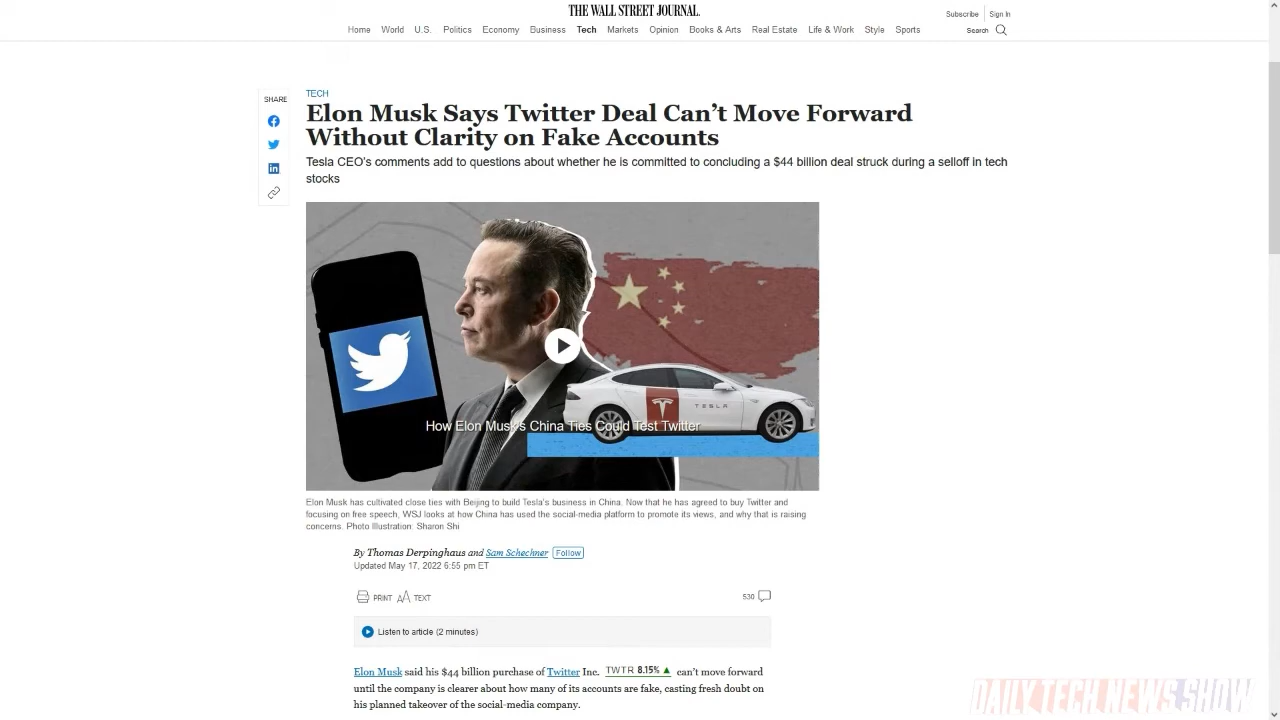 THE WALL STREET JOURNAL.
Subscribe Sign In
Home World U.S. Politics Economy Business Tech Markets Opinion Books & Arts Real Estate Life & Work Style Sports
Search
SHARE
TECH
Elon Musk Says Twitter Deal Can't Move Forward
Without Clarity on Fake Accounts
Tesla CEO's comments add to questions about whether he is committed to concluding a $44 billion deal struck during a selloff in tech
stocks
TESLA
How Elon Musk's China Ties Could Test Twitter
Elon Musk has cultivated close ties with Beijing to build Tesla's business in China. Now that he has agreed to buy Twitter and
focusing on free speech, WSJ looks at how China has used the social-media platform to promote its views, and why that is raising
concerns. Photo Illustration: Sharon Shi
By Thomas Derpinghaus and Sam Schechner Follow
Updated May 17, 2022 6:55 pm ET
PRINT AA TEXT
530
Listen to article (2 minutes)
Elon Musk said his $44 billion purchase of Twitter Inc. TWTR 8.15% ▲ can't move forward
until the company is clearer about how many of its accounts are fake, casting fresh doubt on
his planned takeover of the social-media company.
DAILY TECH NEWS SHOW